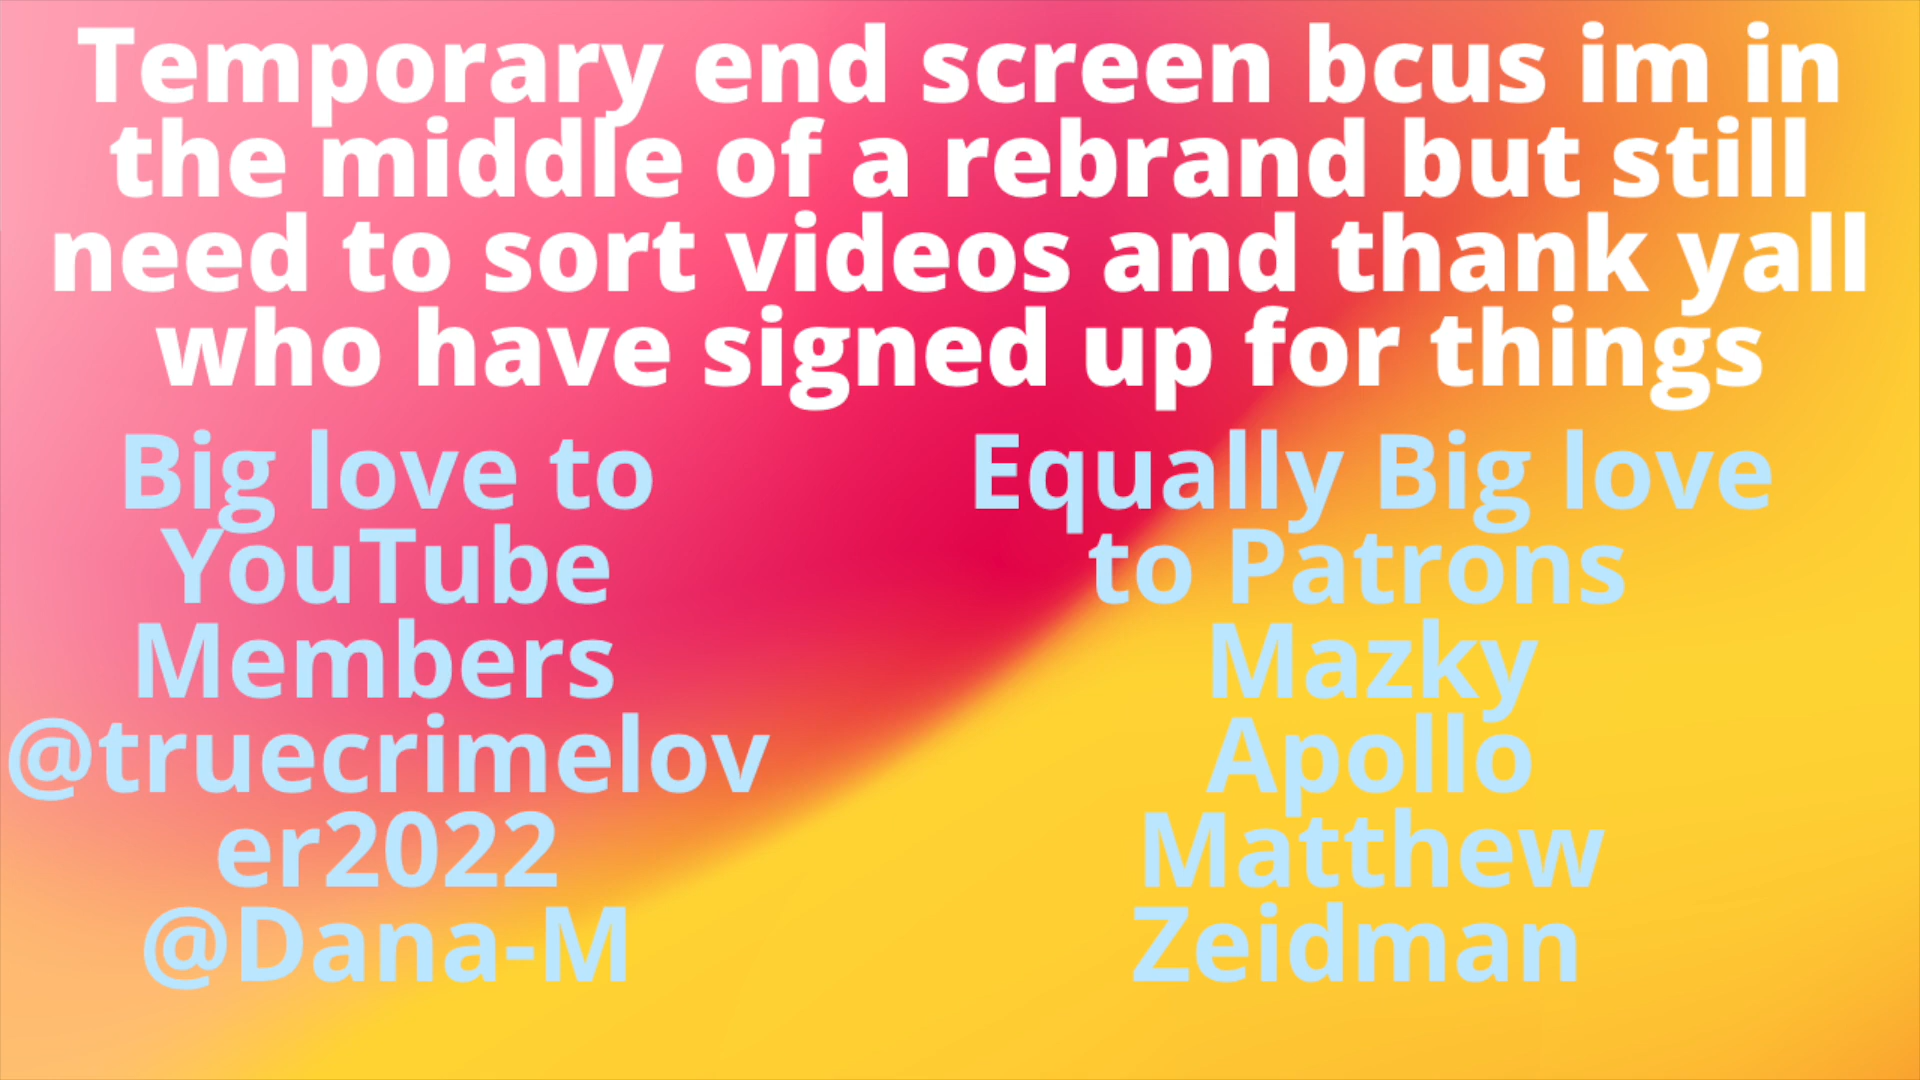 Temporary end screen bcus im in
the middle of a rebrand but still
need to sort videos and thank yall
who have signed up for things
Big love to
YouTube
Members
@truecrimelov
er2022
@Dana-M
Equally Big love
to Patrons
Mazky
Apollo
Matthew
Zeidman